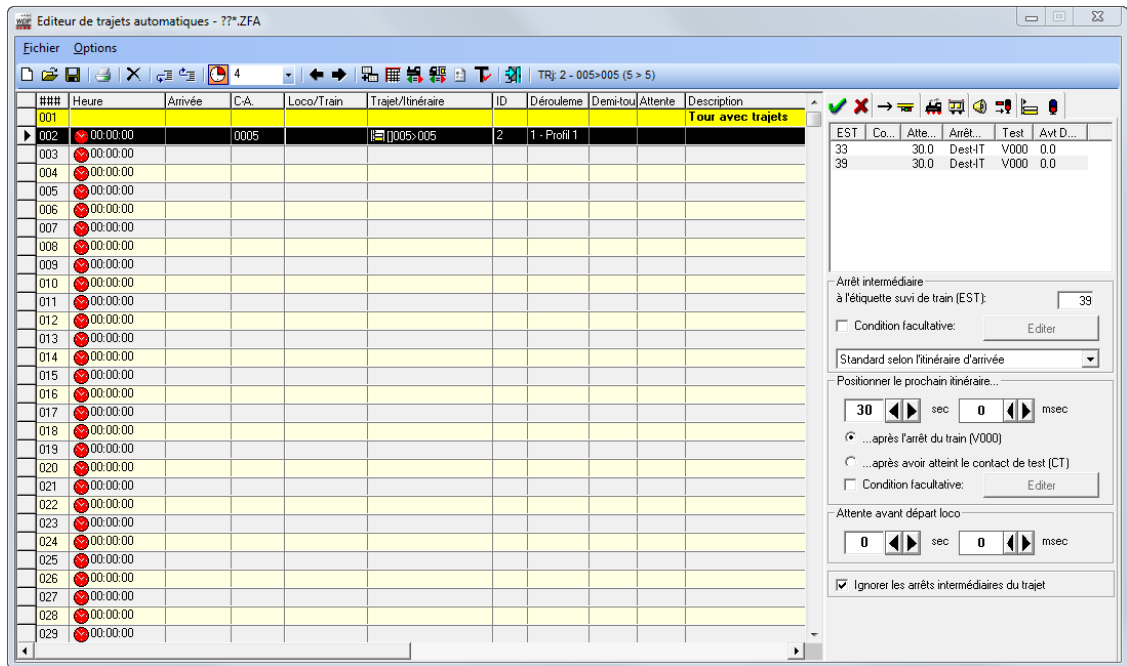 Editeur de trajets automatiques - ??*.ZFA
Fichier Options
4 TRj: 2 - 005>005 (5 > 5)
### Heure Arrivée C-A. Loco/Train Trajet/Itinéraire ID Dérouleme Demi-tou Attente Description
001 Tour avec trajets
002 00:00:00 0005 []005>005 2 1 - Profil 1
003 00:00:00
004 00:00:00
005 00:00:00
006 00:00:00
007 00:00:00
008 00:00:00
009 00:00:00
010 00:00:00
011 00:00:00
012 00:00:00
013 00:00:00
014 00:00:00
015 00:00:00
016 00:00:00
017 00:00:00
018 00:00:00
019 00:00:00
020 00:00:00
021 00:00:00
022 00:00:00
023 00:00:00
024 00:00:00
025 00:00:00
026 00:00:00
027 00:00:00
028 00:00:00
029 00:00:00
EST Co... Atte... Arrêt... Test Avt D...
33 30.0 Dest-IT V000 0.0
39 30.0 Dest-IT V000 0.0
Arrêt intermédiaire
à l'étiquette suivi de train (EST): 39
Condition facultative: Editer
Standard selon l'itinéraire d'arrivée
Positionner le prochain itinéraire...
30 sec 0 msec
...après l'arrêt du train (V000)
...après avoir atteint le contact de test (CT)
Condition facultative: Editer
Attente avant départ loco
0 sec 0 msec
Ignorer les arrêts intermédiaires du trajet